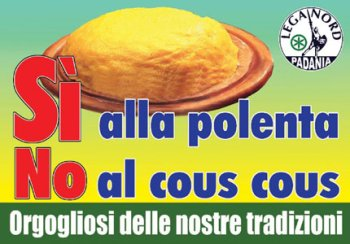 LEGA NORD
PADANIA
Sì alla polenta
No al cous cous
Orgogliosi delle nostre tradizioni